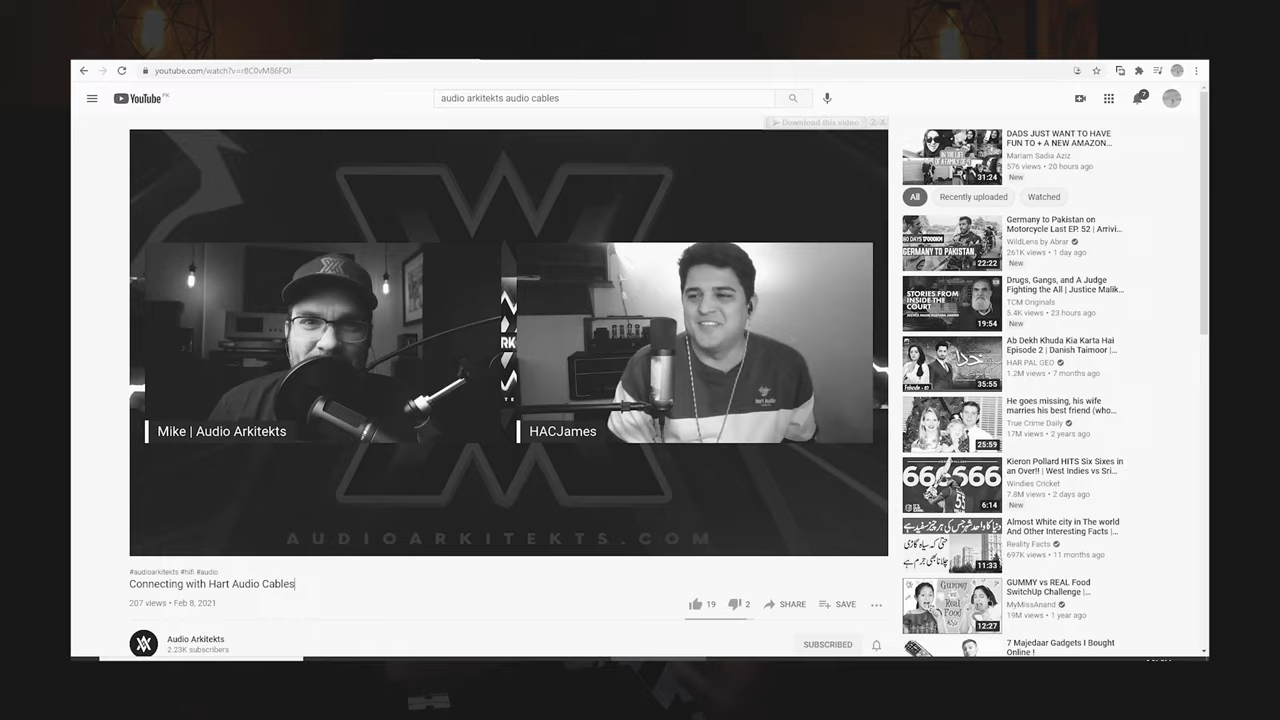 youtube.com/watch?v=r8C0vM86FOI
YouTube PK
audio arkitekts audio cables
7
Download this video
Mike | Audio Arkitekts
HACJames
AUDIOARKITEKTS.COM
#audioarkitekts #hifi #audio
Connecting with Hart Audio Cables
207 views • Feb 8, 2021
19
2
SHARE
SAVE
Audio Arkitekts
2.23K subscribers
SUBSCRIBED
DADS JUST WANT TO HAVE
FUN TO + A NEW AMAZON...
Mariam Sadia Aziz
576 views • 20 hours ago
New
31:24
All
Recently uploaded
Watched
Germany to Pakistan on
Motorcycle Last EP. 52 | Arrivi...
WildLens by Abrar
261K views • 1 day ago
New
GERMANY TO PAKISTAN
22:22
Drugs, Gangs, and A Judge
Fighting the All | Justice Malik...
TCM Originals
5.4K views • 23 hours ago
New
STORIES FROM
INSIDE THE
COURT
19:54
Ab Dekh Khuda Kia Karta Hai
Episode 2 | Danish Taimoor |...
HAR PAL GEO
1.2M views • 7 months ago
35:55
He goes missing, his wife
marries his best friend (who...
True Crime Daily
17M views • 2 years ago
25:59
Kieron Pollard HITS Six Sixes in
an Over!! | West Indies vs Sri...
Windies Cricket
7.8M views • 2 days ago
New
6:14
Almost White city in The world
And Other Interesting Facts |...
Reality Facts
697K views • 11 months ago
11:33
GUMMY vs REAL Food
SwitchUp Challenge |...
MyMissAnand
19M views • 1 year ago
Gummy vs Real Food
12:27
7 Majedaar Gadgets I Bought
Online !